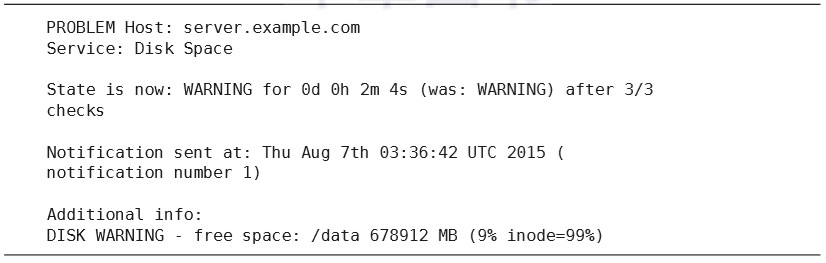 PROBLEM Host: server.example.com
Service: Disk Space
State is now: WARNING for 0d 0h 2m 4s (was: WARNING) after 3/3
checks
Notification sent at: Thu Aug 7th 03:36:42 UTC 2015 (
notification number 1)
Additional info:
DISK WARNING - free space: /data 678912 MB (9% inode=99%)